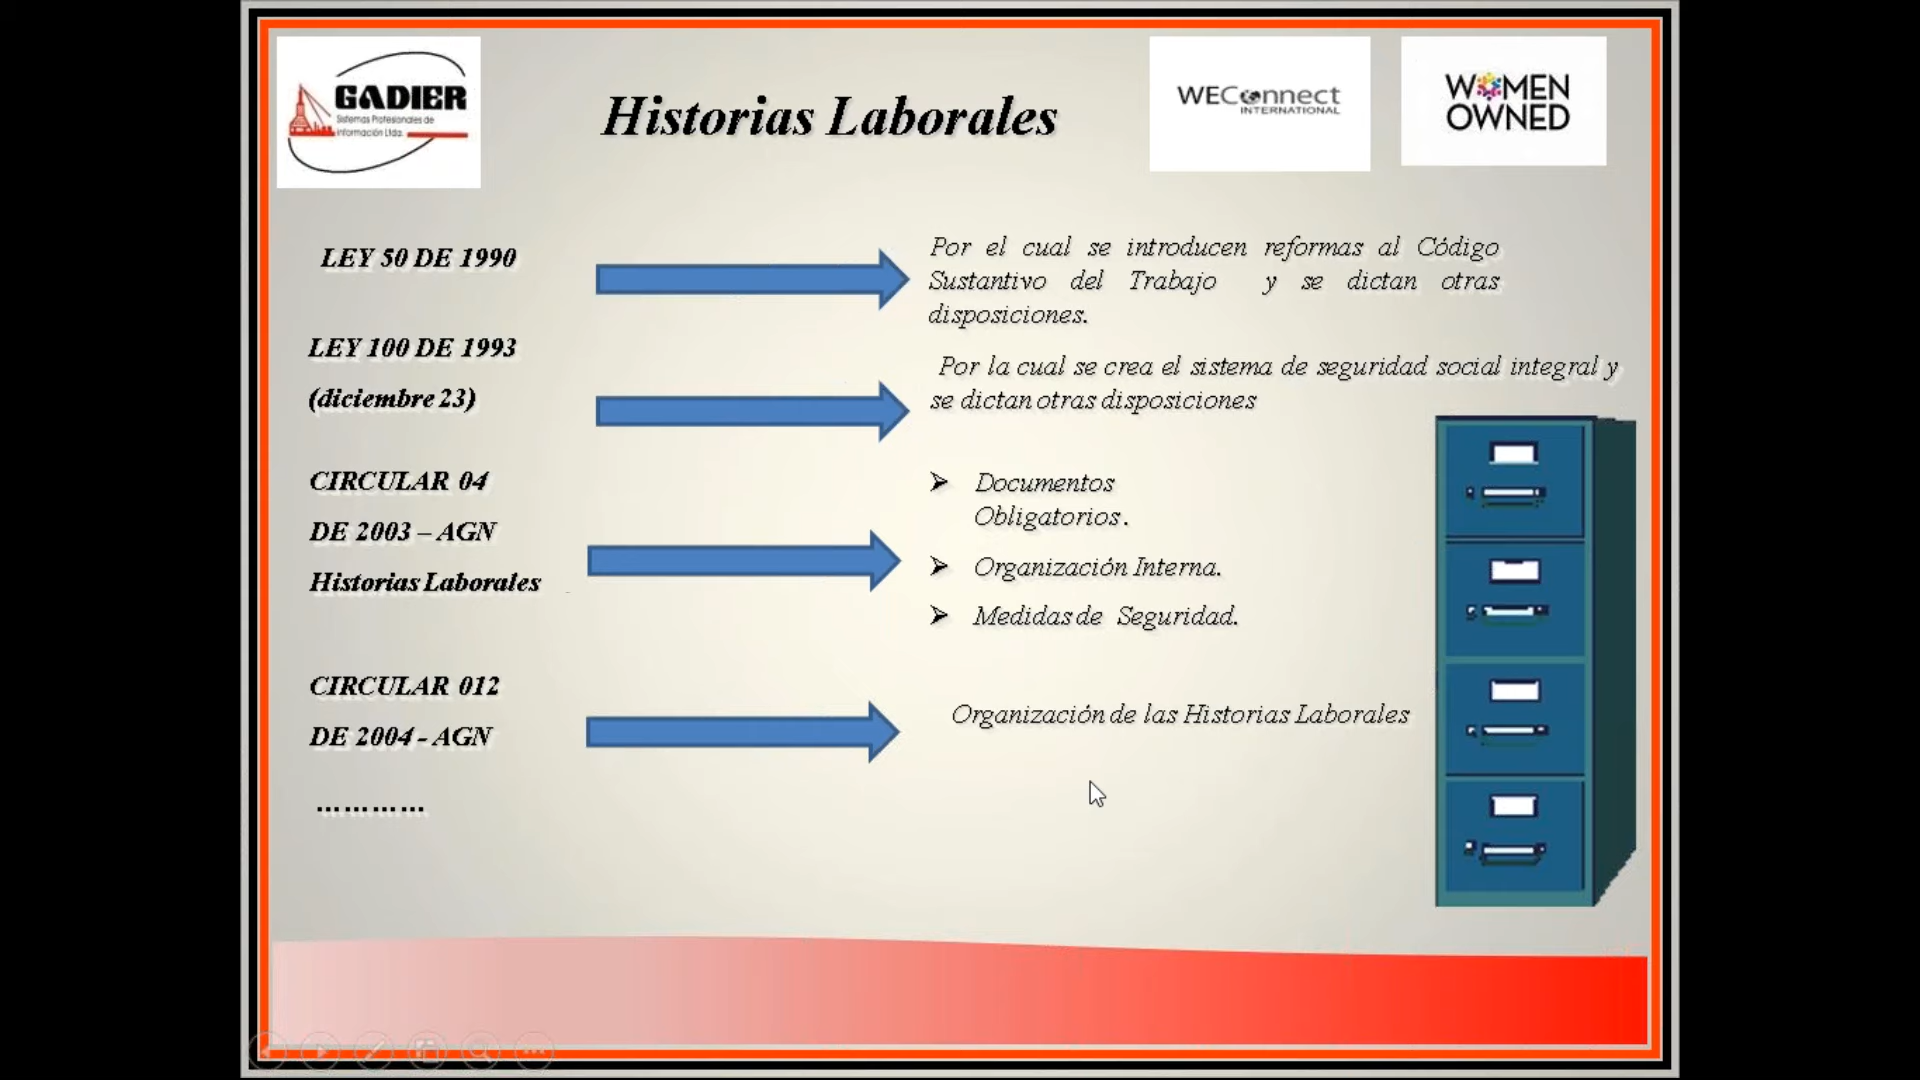 GADIER
Sistemas Profesionales de
Información Ltda.
Historias Laborales
WEConnect
INTERNATIONAL
WOMEN
OWNED
LEY 50 DE 1990
Por el cual se introducen reformas al Código
Sustantivo del Trabajo y se dictan otras
disposiciones.
LEY 100 DE 1993
(diciembre 23)
Por la cual se crea el sistema de seguridad social integral y
se dictan otras disposiciones
CIRCULAR 04
DE 2003 – AGN
Historias Laborales
➤ Documentos
Obligatorios.
➤ Organización Interna.
➤ Medidas de Seguridad.
CIRCULAR 012
DE 2004 - AGN
Organización de las Historias Laborales
…………